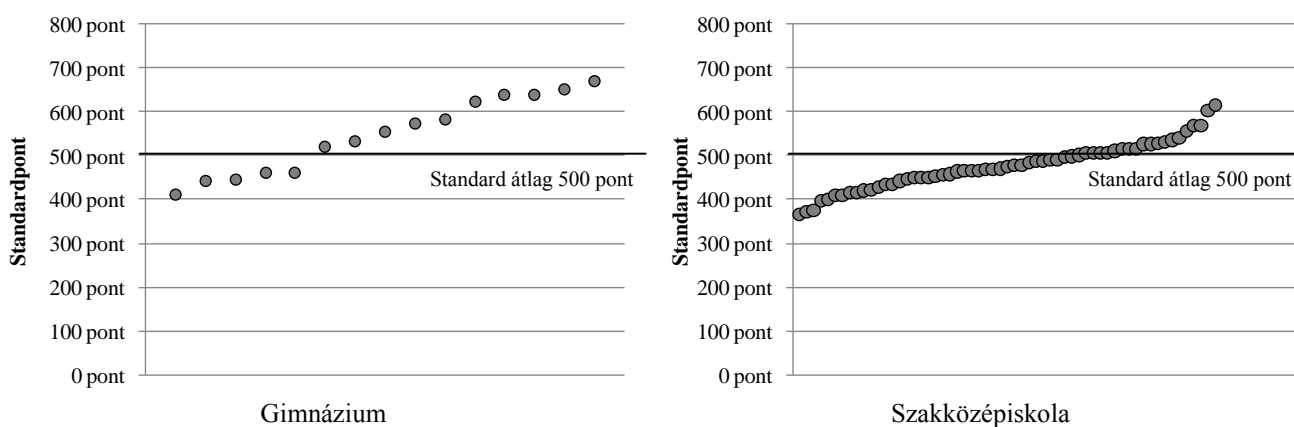 800 pont
700 pont
600 pont
500 pont
400 pont
300 pont
200 pont
100 pont
0 pont
Standardpont
Standard átlag 500 pont
Gimnázium
800 pont
700 pont
600 pont
500 pont
400 pont
300 pont
200 pont
100 pont
0 pont
Standardpont
Standard átlag 500 pont
Szakközépiskola